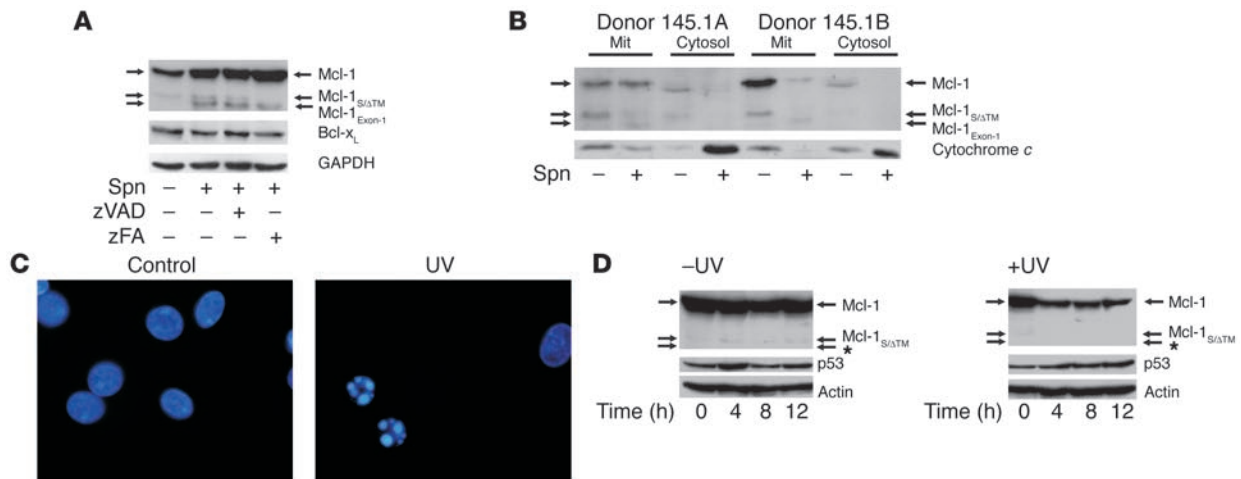 A
Mcl-1
Mcl-1S/ΔTM
Mcl-1Exon-1
Bcl-xL
GAPDH
Spn – + + +
zVAD – – + –
zFA – – – +
B
Donor 145.1A Donor 145.1B
Mit Cytosol Mit Cytosol
Mcl-1
Mcl-1S/ΔTM
Mcl-1Exon-1
Cytochrome c
Spn – + – + – + – +
C
Control UV
D
–UV
Mcl-1
Mcl-1S/ΔTM
*
p53
Actin
Time (h) 0 4 8 12
+UV
Mcl-1
Mcl-1S/ΔTM
*
p53
Actin
Time (h) 0 4 8 12